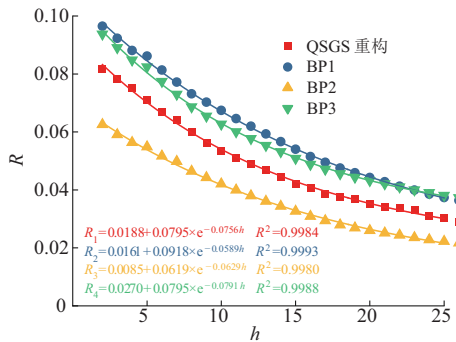 0.10
0.08
0.06
0.04
0.02
0
R
QSGS 重构
BP1
BP2
BP3
R₁=0.0188+0.0795×e^{-0.0756h} R²=0.9984
R₂=0.0161+0.0918×e^{-0.0589h} R²=0.9993
R₃=0.0085+0.0619×e^{-0.0629h} R²=0.9980
R₄=0.0270+0.0795×e^{-0.0791h} R²=0.9988
5 10 15 20 25
h